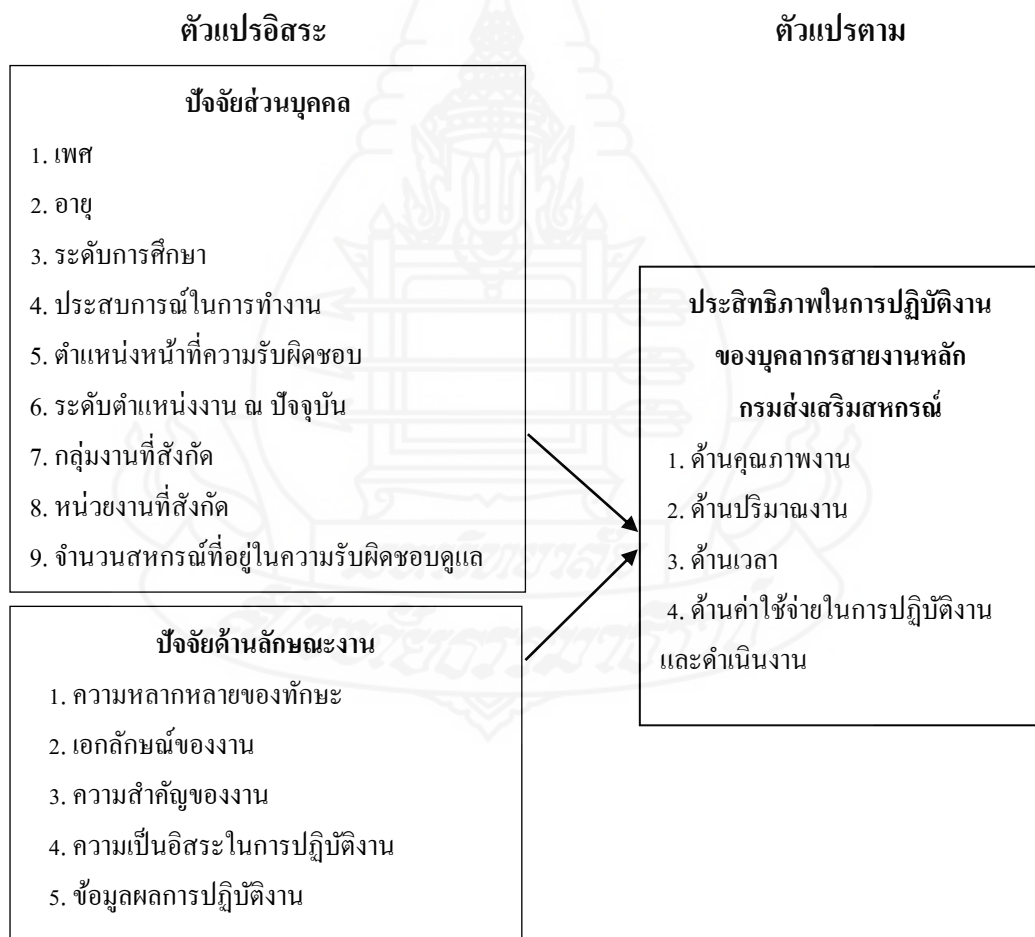 ตัวแปรอิสระ
ตัวแปรตาม
ปัจจัยส่วนบุคคล
1. เพศ
2. อายุ
3. ระดับการศึกษา
4. ประสบการณ์ในการทำงาน
5. ตำแหน่งหน้าที่ความรับผิดชอบ
6. ระดับตำแหน่งงาน ณ ปัจจุบัน
7. กลุ่มงานที่สังกัด
8. หน่วยงานที่สังกัด
9. จำนวนสหกรณ์ที่อยู่ในความรับผิดชอบดูแล
ปัจจัยด้านลักษณะงาน
1. ความหลากหลายของทักษะ
2. เอกลักษณ์ของงาน
3. ความสำคัญของงาน
4. ความเป็นอิสระในการปฏิบัติงาน
5. ข้อมูลผลการปฏิบัติงาน
ประสิทธิภาพในการปฏิบัติงาน
ของบุคลากรสายงานหลัก
กรมส่งเสริมสหกรณ์
1. ด้านคุณภาพงาน
2. ด้านปริมาณงาน
3. ด้านเวลา
4. ด้านค่าใช้จ่ายในการปฏิบัติงาน
และดำเนินงาน